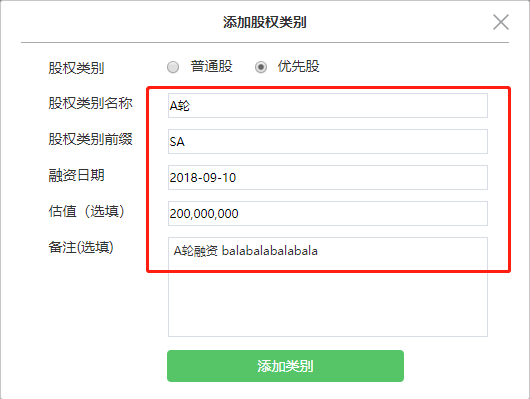 添加股权类别
股权类别 普通股 优先股
股权类别名称 A轮
股权类别前缀 SA
融资日期 2018-09-10
估值（选填） 200,000,000
备注(选填) A轮融资 balabalabalabala
添加类别